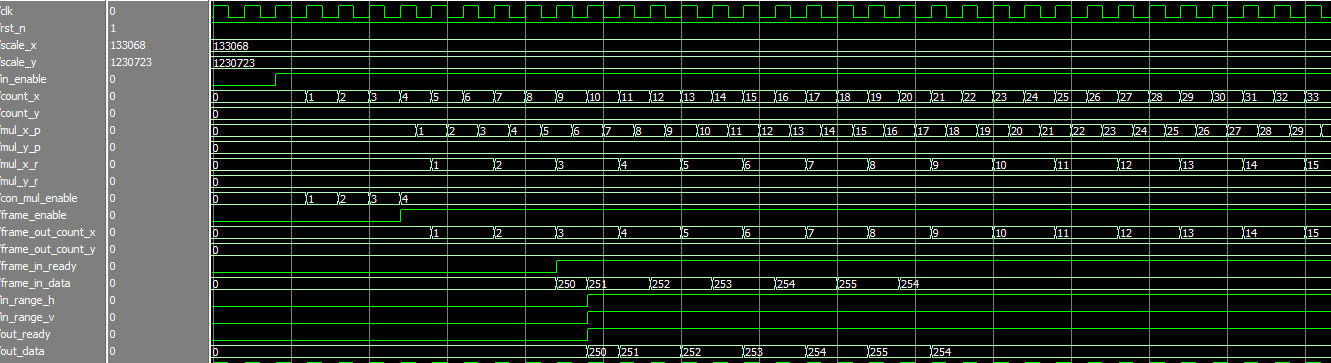 /clk 0
/rst_n 1
/scale_x 133068 133068
/scale_y 1230723 1230723
/in_enable 0
/count_x 0 0 1 2 3 4 5 6 7 8 9 10 11 12 13 14 15 16 17 18 19 20 21 22 23 24 25 26 27 28 29 30 31 32 33
/count_y 0 0
/mul_x_p 0 0 1 2 3 4 5 6 7 8 9 10 11 12 13 14 15 16 17 18 19 20 21 22 23 24 25 26 27 28 29
/mul_y_p 0 0
/mul_x_r 0 0 1 2 3 4 5 6 7 8 9 10 11 12 13 14 15
/mul_y_r 0 0
/con_mul_enable 0 0 1 2 3 4
/frame_enable 0
/frame_out_count_x 0 0 1 2 3 4 5 6 7 8 9 10 11 12 13 14 15
/frame_out_count_y 0 0
/frame_in_ready 0
/frame_in_data 0 0 250 251 252 253 254 255 254
/in_range_h 0
/in_range_v 0
/out_ready 0
/out_data 0 0 250 251 252 253 254 255 254